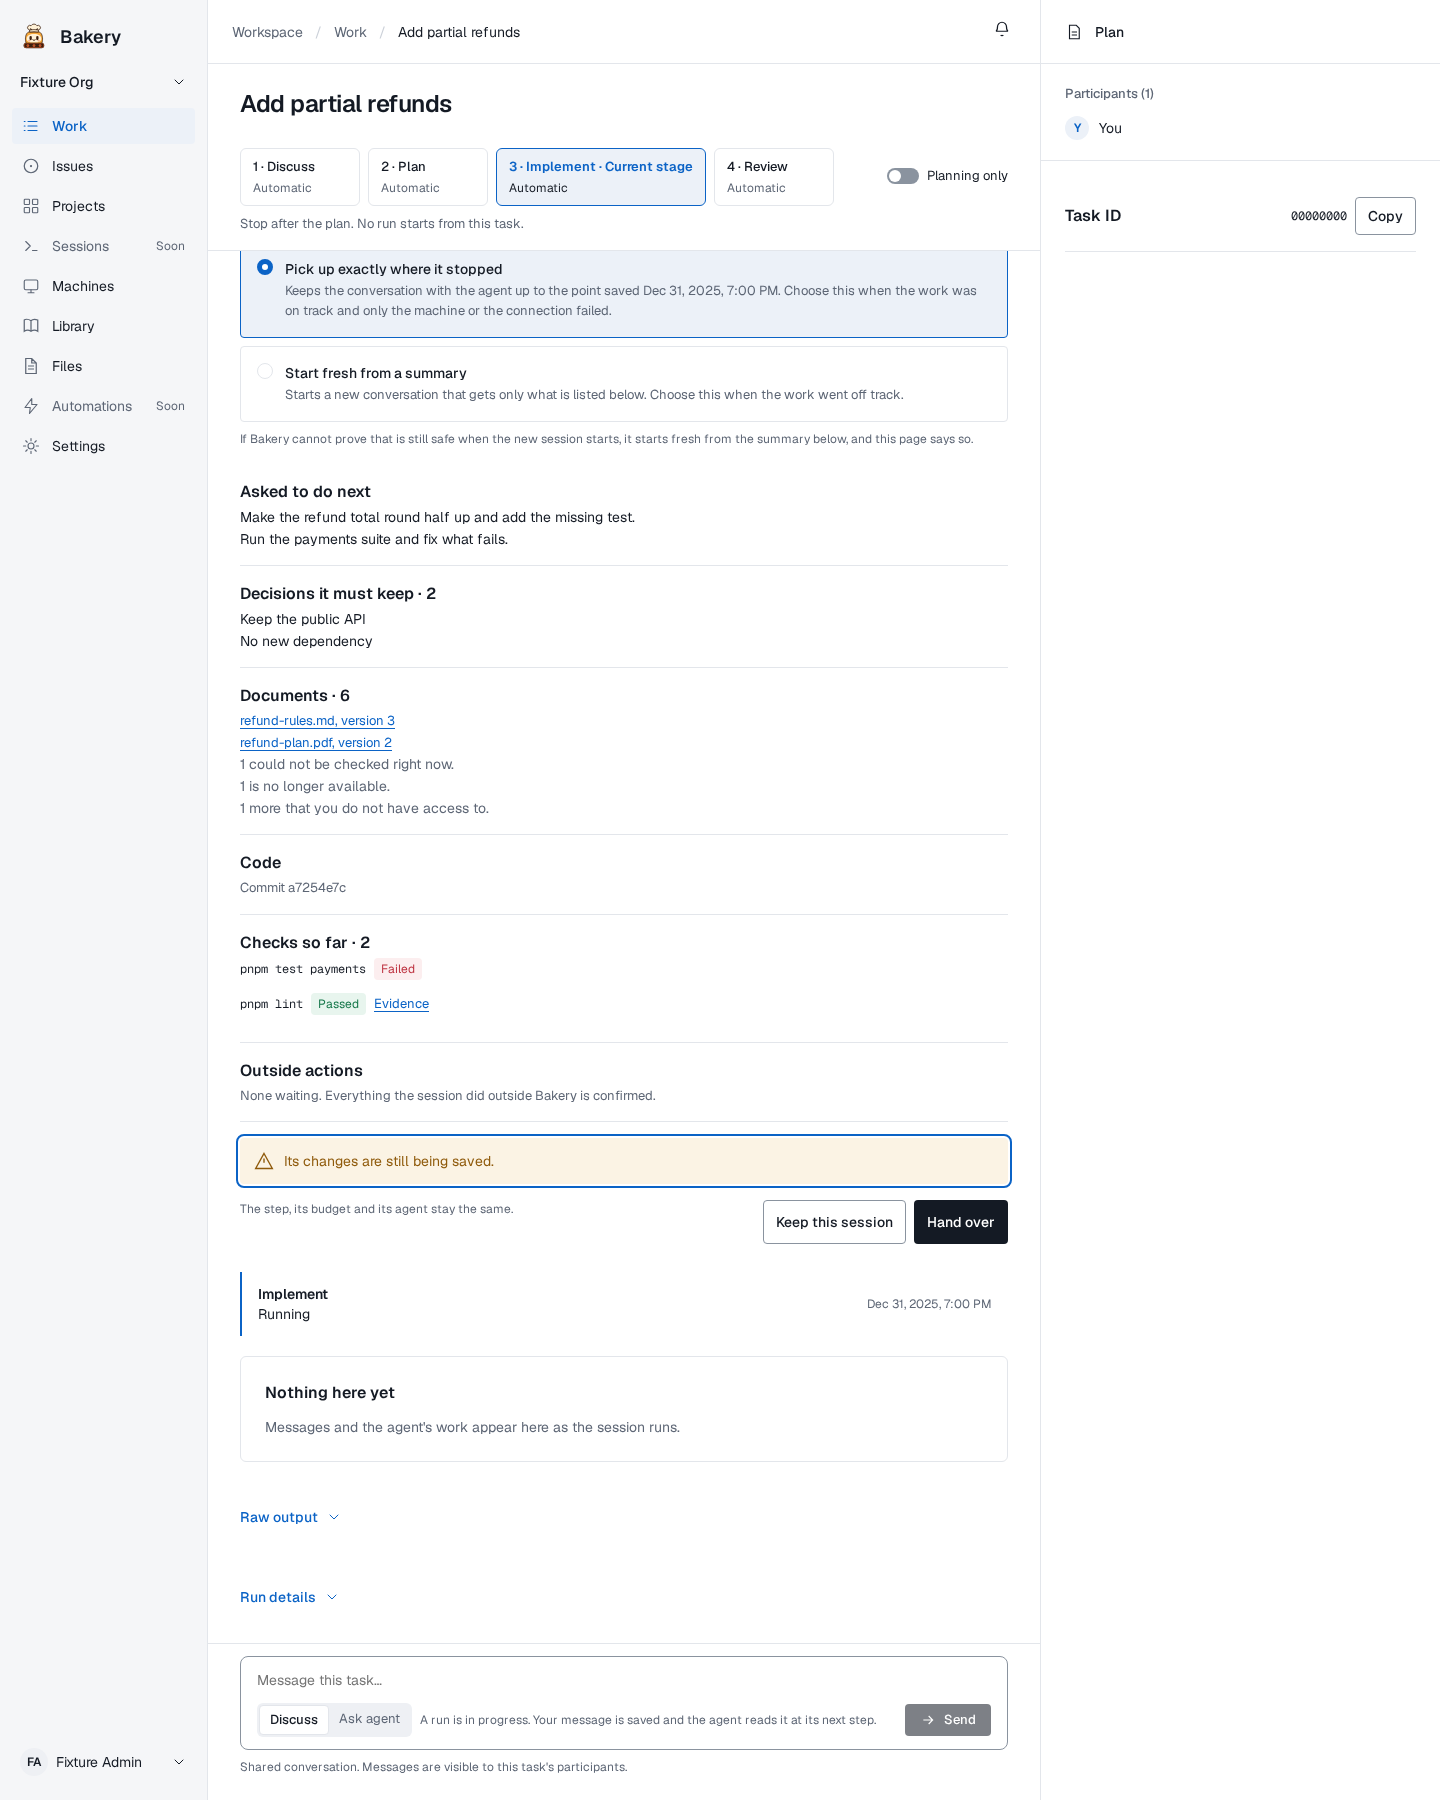 Bakery
Fixture Org
Work
Issues
Projects
Sessions Soon
Machines
Library
Files
Automations Soon
Settings
FA Fixture Admin
Workspace / Work / Add partial refunds
Add partial refunds
1 · Discuss
Automatic
2 · Plan
Automatic
3 · Implement · Current stage
Automatic
4 · Review
Automatic
Planning only
Stop after the plan. No run starts from this task.
Pick up exactly where it stopped
Keeps the conversation with the agent up to the point saved Dec 31, 2025, 7:00 PM. Choose this when the work was
on track and only the machine or the connection failed.
Start fresh from a summary
Starts a new conversation that gets only what is listed below. Choose this when the work went off track.
If Bakery cannot prove that is still safe when the new session starts, it starts fresh from the summary below, and this page says so.
Asked to do next
Make the refund total round half up and add the missing test.
Run the payments suite and fix what fails.
Decisions it must keep · 2
Keep the public API
No new dependency
Documents · 6
refund-rules.md, version 3
refund-plan.pdf, version 2
1 could not be checked right now.
1 is no longer available.
1 more that you do not have access to.
Code
Commit a7254e7c
Checks so far · 2
pnpm test payments Failed
pnpm lint Passed Evidence
Outside actions
None waiting. Everything the session did outside Bakery is confirmed.
Its changes are still being saved.
The step, its budget and its agent stay the same.
Keep this session
Hand over
Implement
Running
Dec 31, 2025, 7:00 PM
Nothing here yet
Messages and the agent's work appear here as the session runs.
Raw output
Run details
Message this task...
Discuss Ask agent A run is in progress. Your message is saved and the agent reads it at its next step. Send
Shared conversation. Messages are visible to this task's participants.
Plan
Participants (1)
Y You
Task ID 00000000 Copy